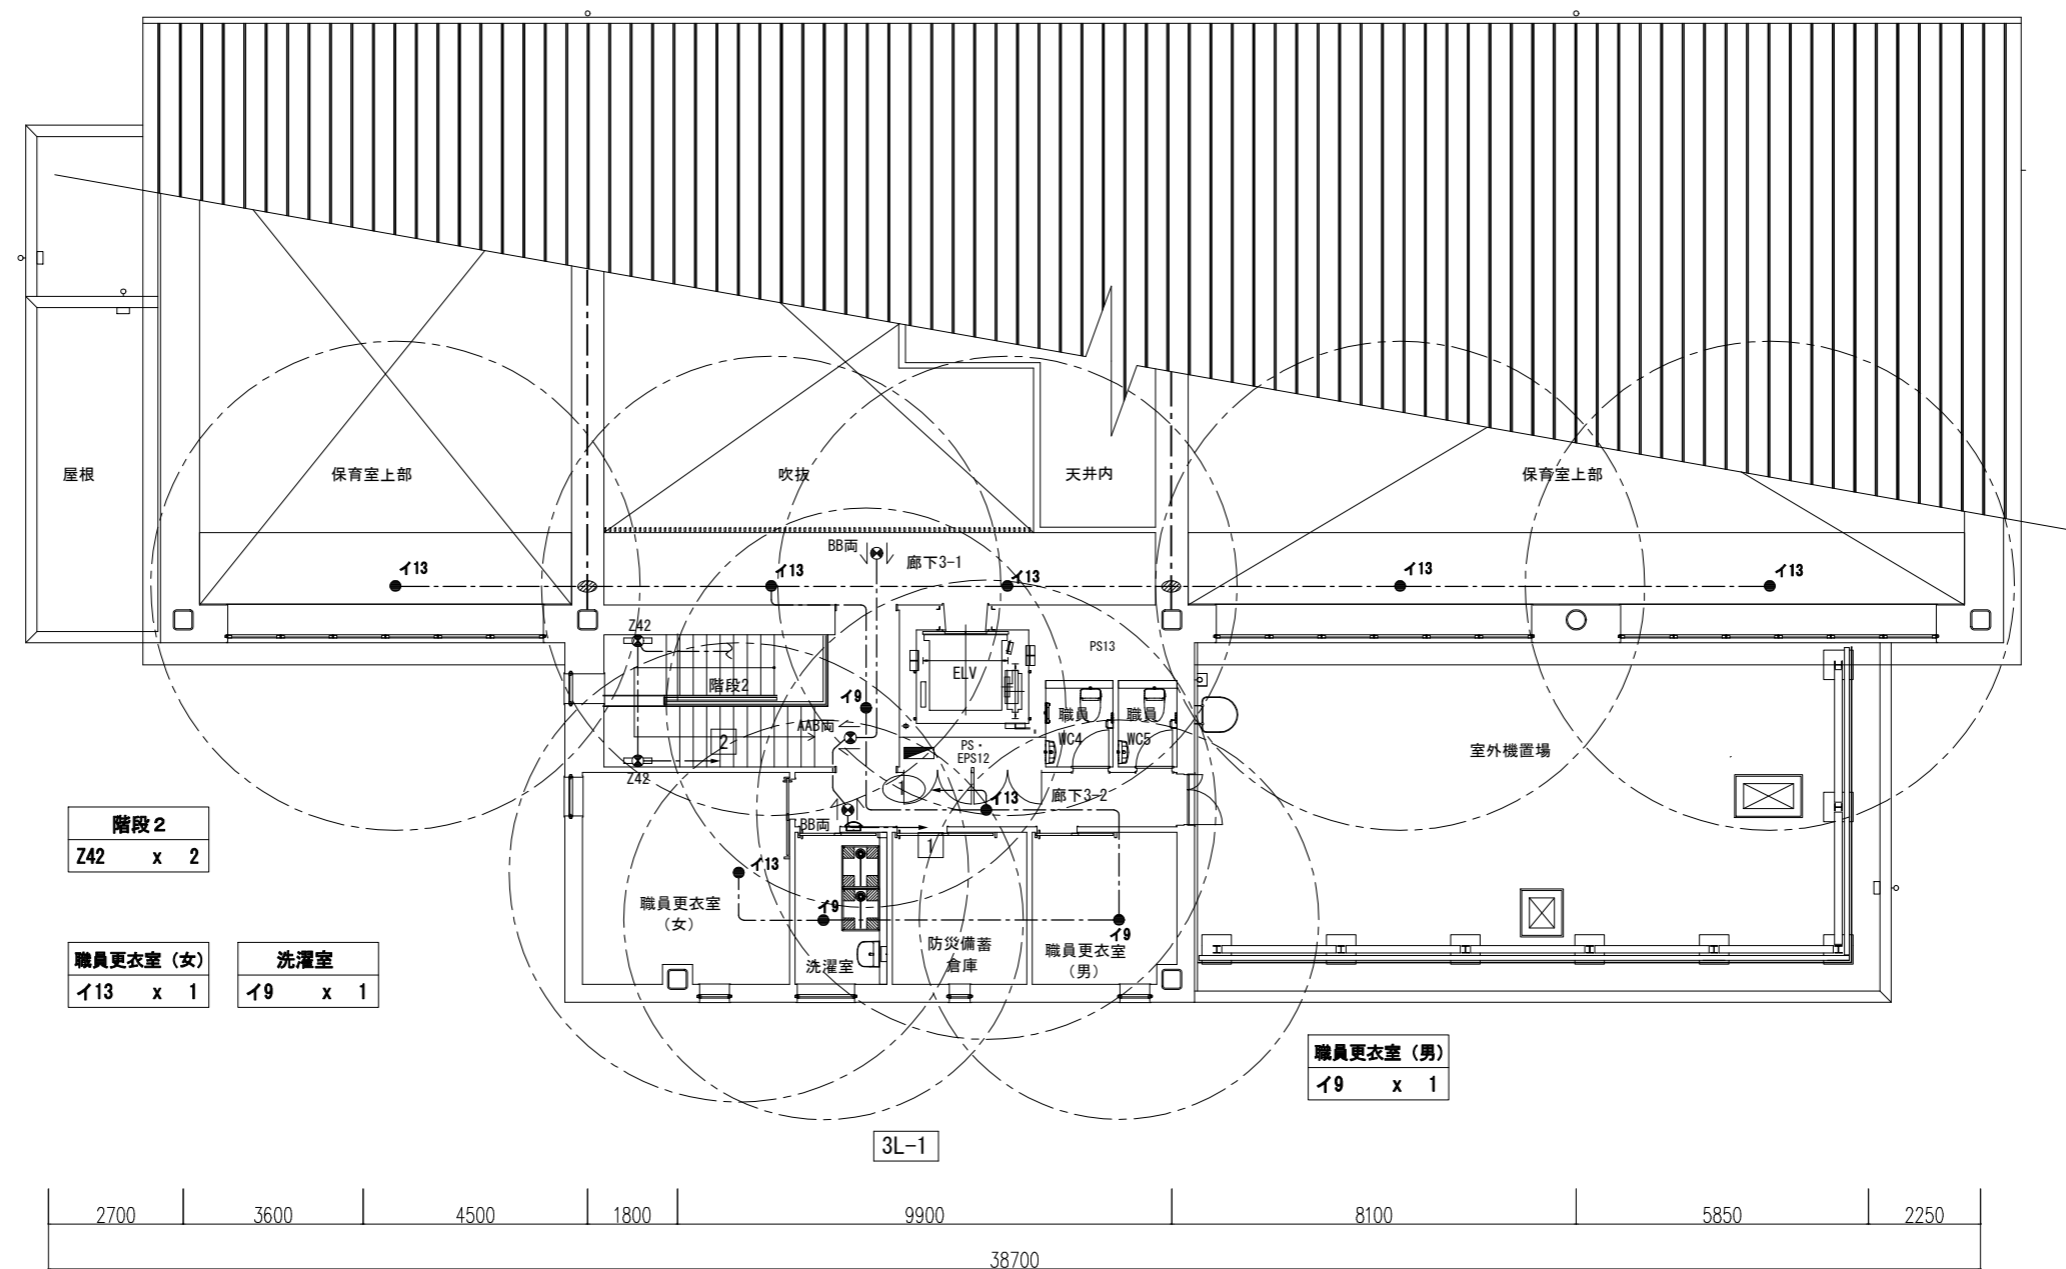 屋根
保育室上部
吹抜
天井内
保育室上部
BB両
廊下3-1
イ13
イ13
イ13
イ13
イ13
Z42
PS13
階段2
ELV
イ9
職員
WC4
職員
WC5
AAB両
2
PS・
EPS12
室外機置場
Z42
1
イ13
廊下3-2
BB両
1
階段２
Z42 x 2
イ13
職員更衣室
（女）
イ9
イ9
洗濯室
防災備蓄
倉庫
職員更衣室
（男）
職員更衣室（女）
イ13 x 1
洗濯室
イ9 x 1
職員更衣室（男）
イ9 x 1
3L-1
2700 3600 4500 1800 9900 8100 5850 2250
38700